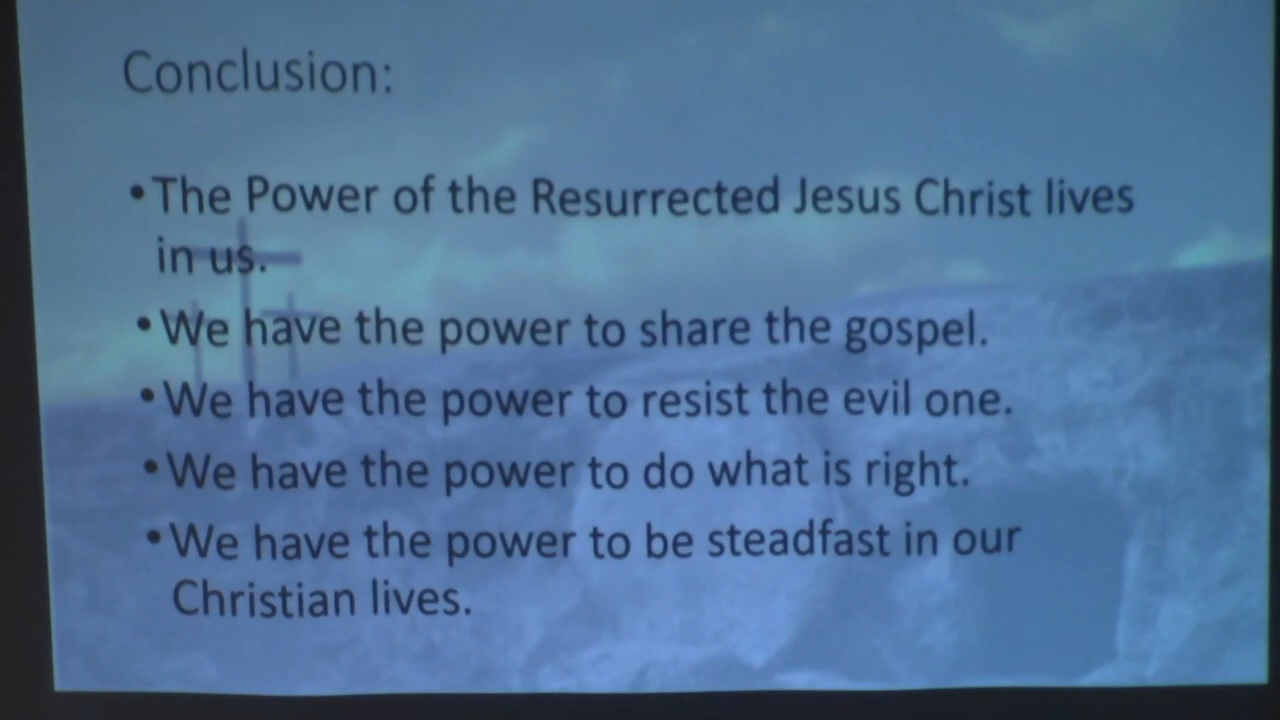 Conclusion:
•The Power of the Resurrected Jesus Christ lives
in us.
•We have the power to share the gospel.
•We have the power to resist the evil one.
•We have the power to do what is right.
•We have the power to be steadfast in our
Christian lives.